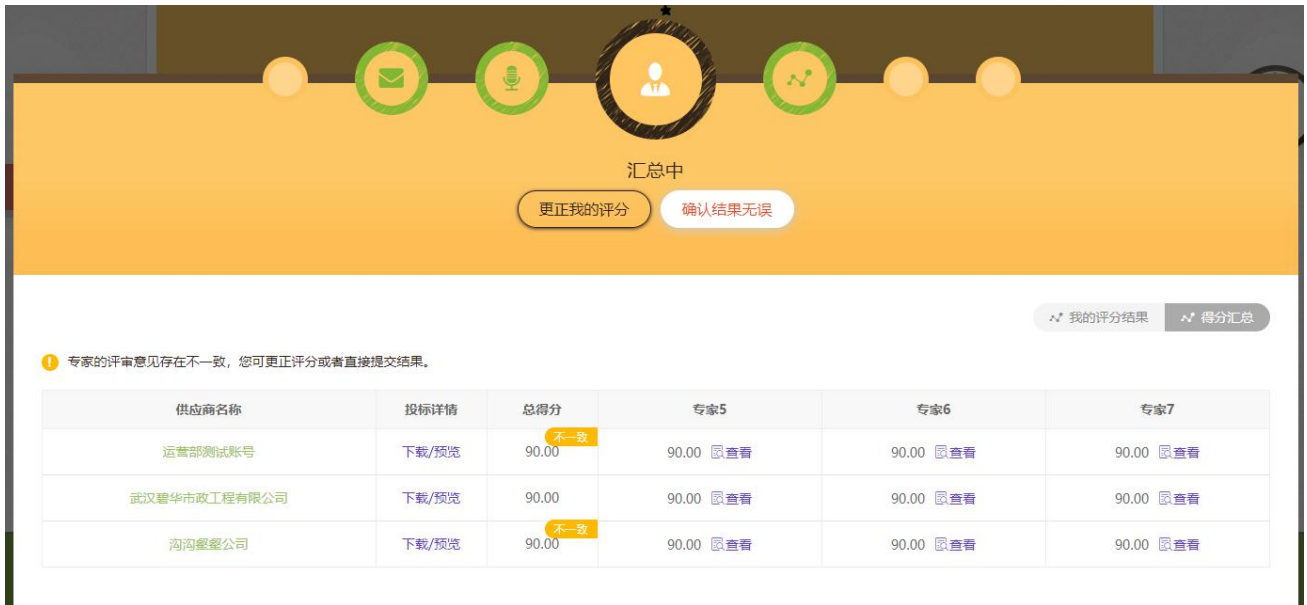 汇总中
更正我的评分 确认结果无误
我的评分结果 得分汇总
专家的评审意见存在不一致，您可更正评分或者直接提交结果。
供应商名称 投标详情 总得分 专家5 专家6 专家7
运营部测试账号 下载/预览 90.00 不一致 90.00 查看 90.00 查看 90.00 查看
武汉碧华市政工程有限公司 下载/预览 90.00 90.00 查看 90.00 查看 90.00 查看
沟沟壑壑公司 下载/预览 90.00 不一致 90.00 查看 90.00 查看 90.00 查看